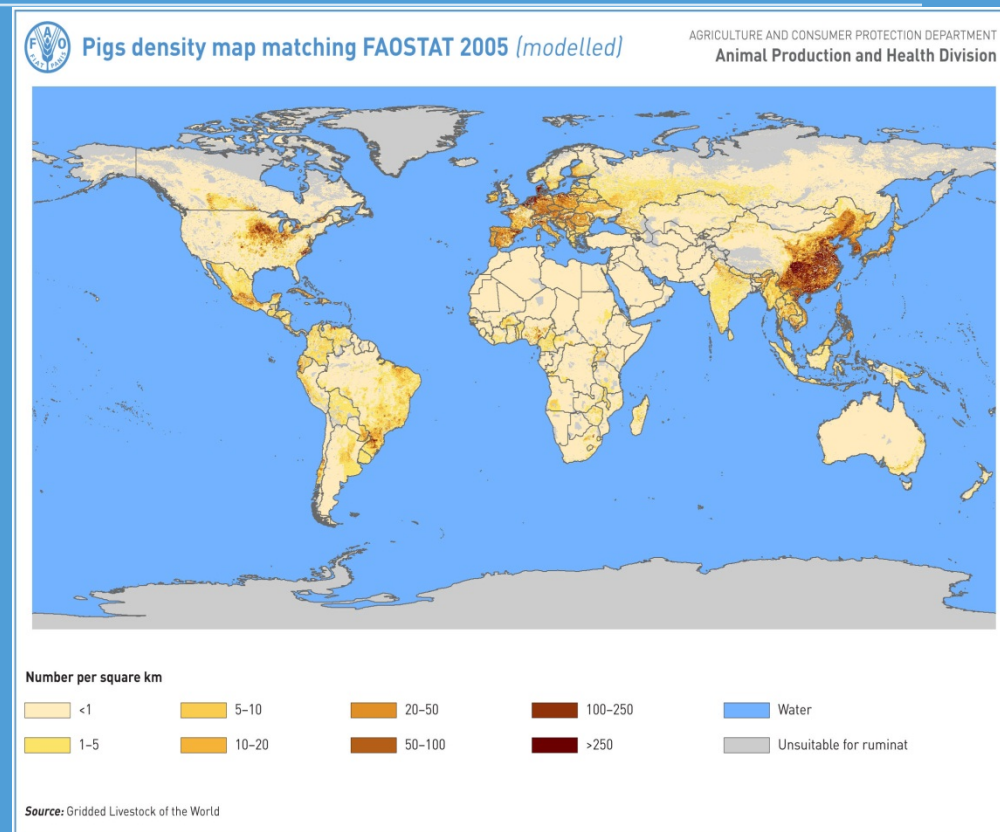 F A O
FIAT PANIS
Pigs density map matching FAOSTAT 2005 (modelled)
AGRICULTURE AND CONSUMER PROTECTION DEPARTMENT
Animal Production and Health Division
Number per square km
<1
5–10
20–50
100–250
Water
1–5
10–20
50–100
>250
Unsuitable for ruminat
Source: Gridded Livestock of the World